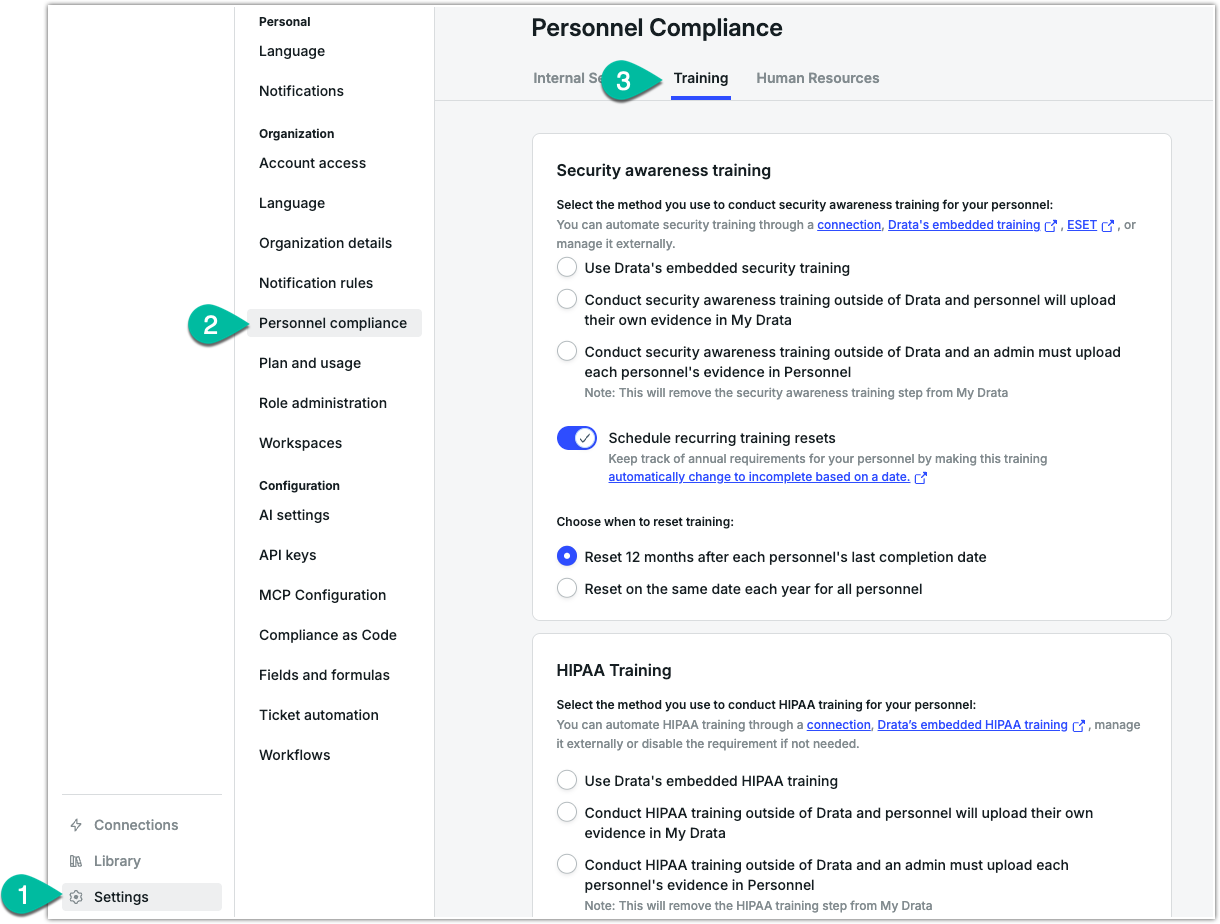 Personal
Language
Notifications
Organization
Account access
Language
Organization details
Notification rules
2
Personnel compliance
Plan and usage
Role administration
Workspaces
Configuration
AI settings
API keys
MCP Configuration
Compliance as Code
Fields and formulas
Ticket automation
Workflows
Connections
Library
1
Settings
Personnel Compliance
Internal
3
Training
Human Resources
Security awareness training
Select the method you use to conduct security awareness training for your personnel:
You can automate security training through a connection, Drata's embedded training , ESET , or
manage it externally.
Use Drata's embedded security training
Conduct security awareness training outside of Drata and personnel will upload
their own evidence in My Drata
Conduct security awareness training outside of Drata and an admin must upload
each personnel's evidence in Personnel
Note: This will remove the security awareness training step from My Drata
Schedule recurring training resets
Keep track of annual requirements for your personnel by making this training
automatically change to incomplete based on a date.
Choose when to reset training:
Reset 12 months after each personnel's last completion date
Reset on the same date each year for all personnel
HIPAA Training
Select the method you use to conduct HIPAA training for your personnel:
You can automate HIPAA training through a connection, Drata's embedded HIPAA training , manage
it externally or disable the requirement if not needed.
Use Drata's embedded HIPAA training
Conduct HIPAA training outside of Drata and personnel will upload their own
evidence in My Drata
Conduct HIPAA training outside of Drata and an admin must upload each
personnel's evidence in Personnel
Note: This will remove the HIPAA training step from My Drata